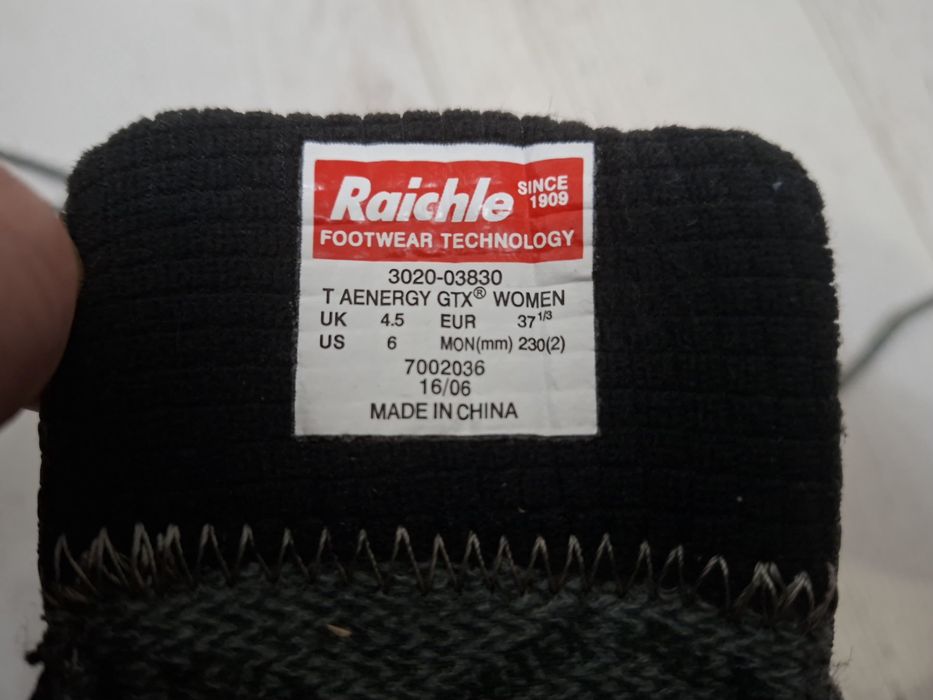 Raichle SINCE 1909
FOOTWEAR TECHNOLOGY
3020-03830
T AENERGY GTX® WOMEN
UK 4.5 EUR 37 1/3
US 6 MON(mm) 230(2)
7002036
16/06
MADE IN CHINA